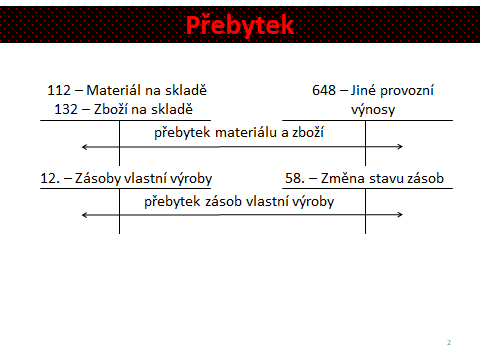 Přebytek
112 – Materiál na skladě
132 – Zboží na skladě
648 – Jiné provozní
výnosy
přebytek materiálu a zboží
12. – Zásoby vlastní výroby
58. – Změna stavu zásob
přebytek zásob vlastní výroby
2